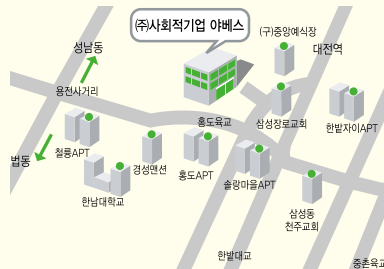 (주)사회적기업 야베스
(구)중앙예식장
성남동
대전역
용전사거리
홍도육교
삼성장로교회
한밭자이APT
철룡APT
법동
경성맨션
홍도APT
솔랑마을APT
한남대학교
삼성동
천주교회
한밭대교
중촌육교